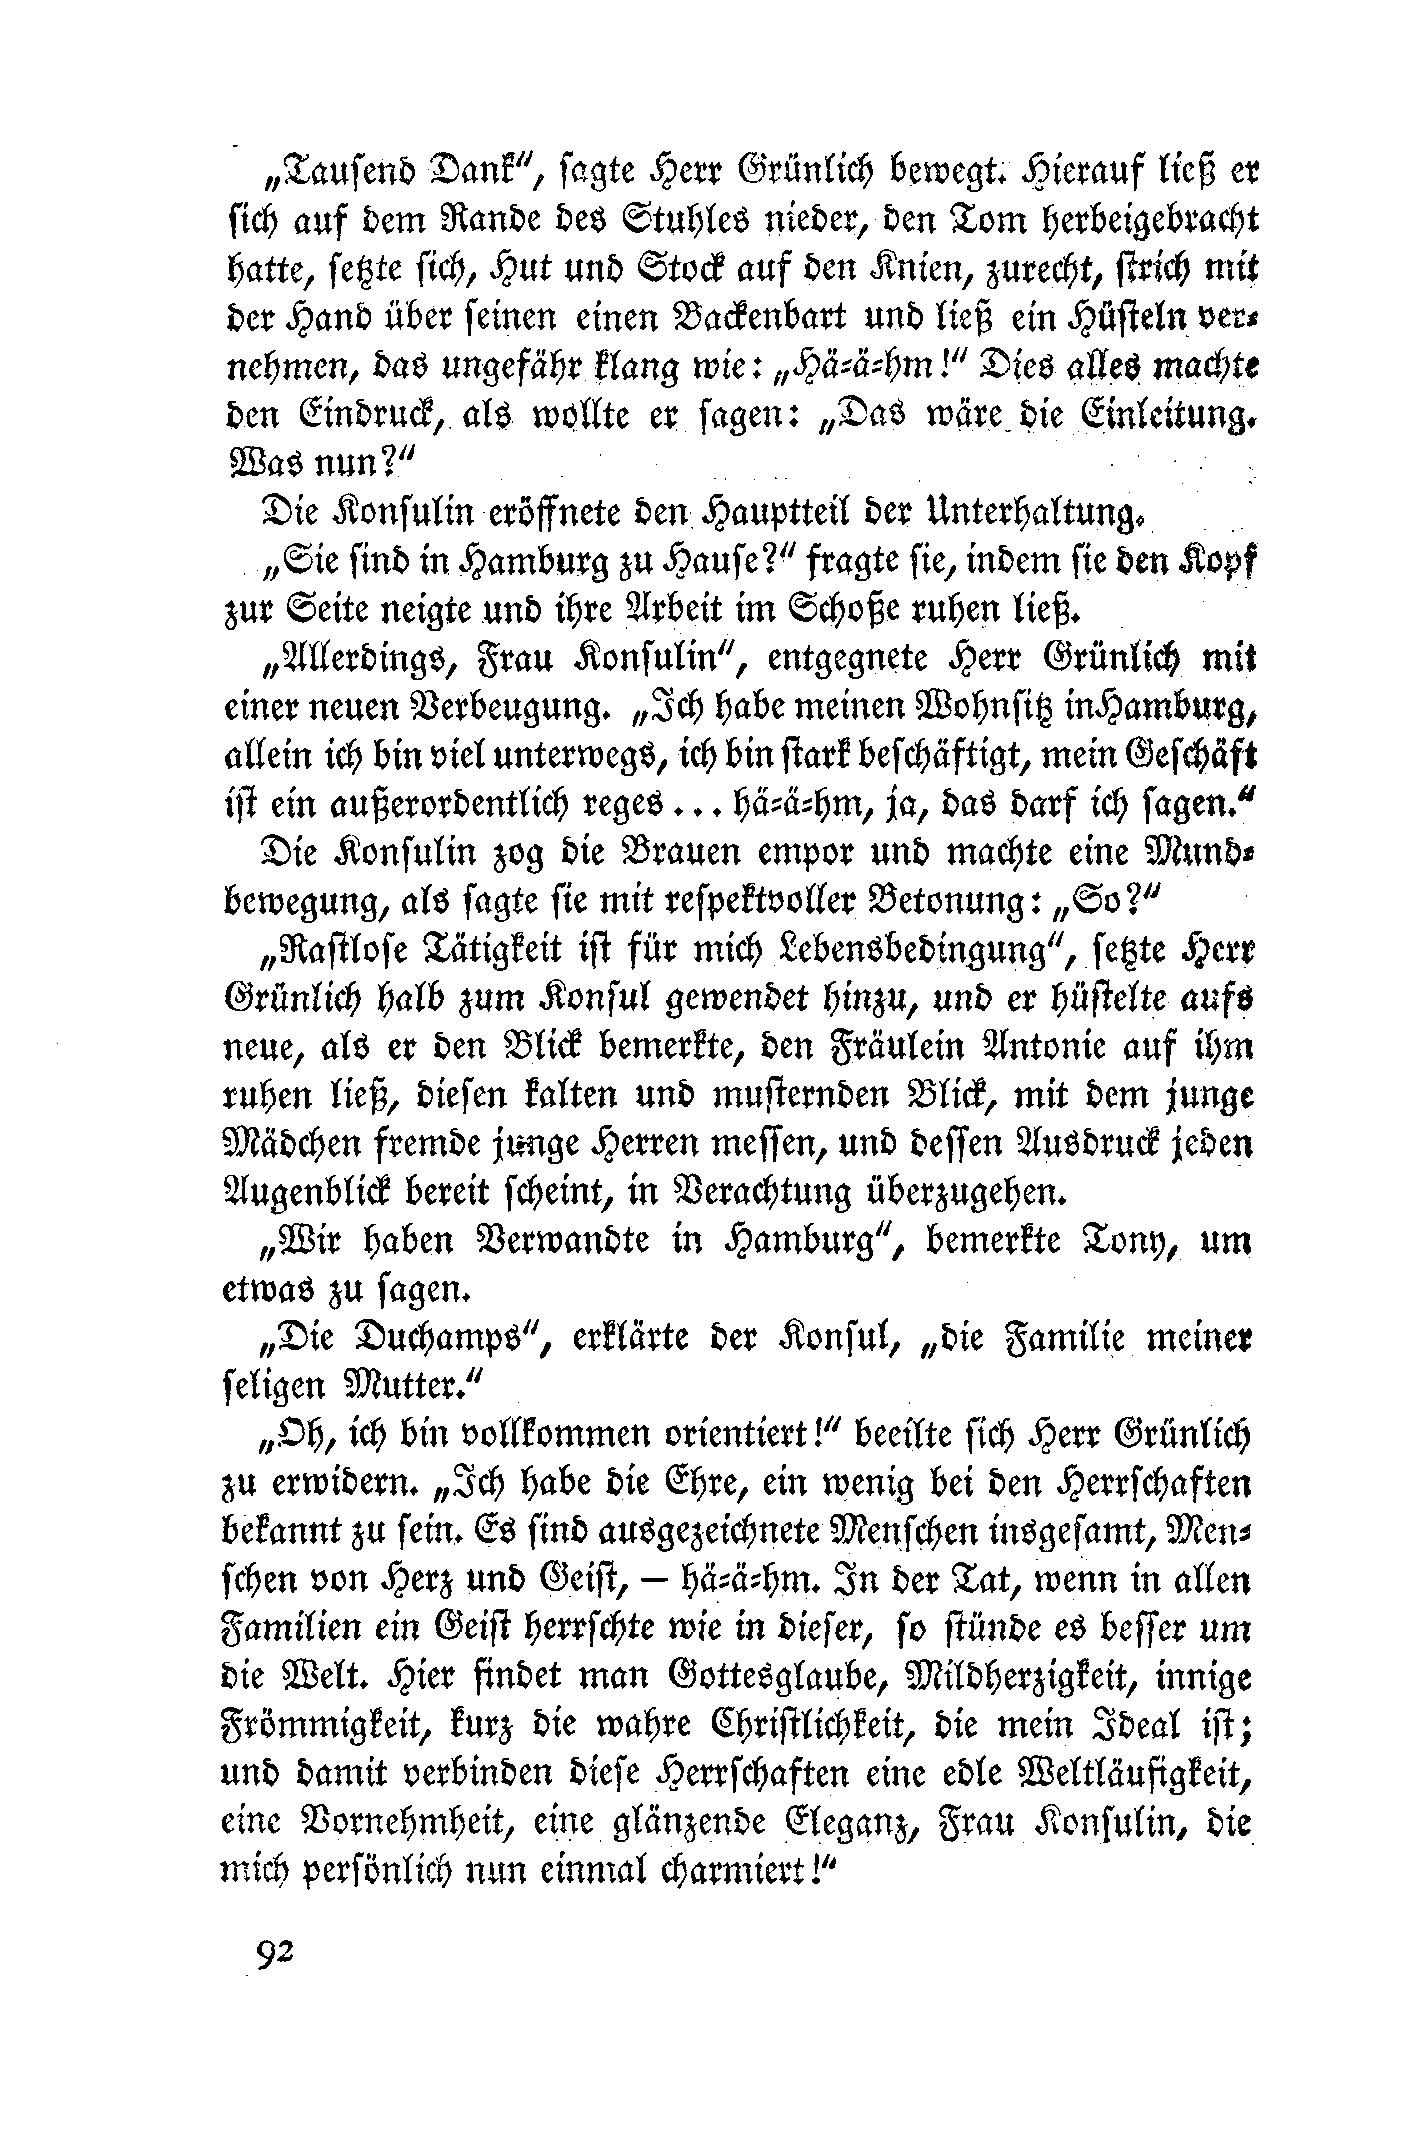 „Tausend Dank“, sagte Herr Grünlich bewegt. Hierauf ließ er
sich auf dem Rande des Stuhles nieder, den Tom herbeigebracht
hatte, setzte sich, Hut und Stock auf den Knien, zurecht, strich mit
der Hand über seinen einen Backenbart und ließ ein Hüsteln ver-
nehmen, das ungefähr klang wie: „Hä-ä-hm!“ Dies alles machte
den Eindruck, als wollte er sagen: „Das wäre die Einleitung.
Was nun?“
Die Konsulin eröffnete den Hauptteil der Unterhaltung.
„Sie sind in Hamburg zu Hause?“ fragte sie, indem sie den Kopf
zur Seite neigte und ihre Arbeit im Schoße ruhen ließ.
„Allerdings, Frau Konsulin“, entgegnete Herr Grünlich mit
einer neuen Verbeugung. „Ich habe meinen Wohnsitz in Hamburg,
allein ich bin viel unterwegs, ich bin stark beschäftigt, mein Geschäft
ist ein außerordentlich reges... hä-ä-hm, ja, das darf ich sagen.“
Die Konsulin zog die Brauen empor und machte eine Mund-
bewegung, als sagte sie mit respektvoller Betonung: „So?“
„Rastlose Tätigkeit ist für mich Lebensbedingung“, setzte Herr
Grünlich halb zum Konsul gewendet hinzu, und er hüstelte aufs
neue, als er den Blick bemerkte, den Fräulein Antonie auf ihm
ruhen ließ, diesen kalten und musternden Blick, mit dem junge
Mädchen fremde junge Herren messen, und dessen Ausdruck jeden
Augenblick bereit scheint, in Verachtung überzugehen.
„Wir haben Verwandte in Hamburg“, bemerkte Tony, um
etwas zu sagen.
„Die Duchamps“, erklärte der Konsul, „die Familie meiner
seligen Mutter.“
„Oh, ich bin vollkommen orientiert!“ beeilte sich Herr Grünlich
zu erwidern. „Ich habe die Ehre, ein wenig bei den Herrschaften
bekannt zu sein. Es sind ausgezeichnete Menschen insgesamt, Men-
schen von Herz und Geist, — hä-ä-hm. In der Tat, wenn in allen
Familien ein Geist herrschte wie in dieser, so stünde es besser um
die Welt. Hier findet man Gottesglaube, Mildherzigkeit, innige
Frömmigkeit, kurz die wahre Christlichkeit, die mein Ideal ist;
und damit verbinden diese Herrschaften eine edle Weltläufigkeit,
eine Vornehmheit, eine glänzende Eleganz, Frau Konsulin, die
mich persönlich nun einmal charmiert!“
92